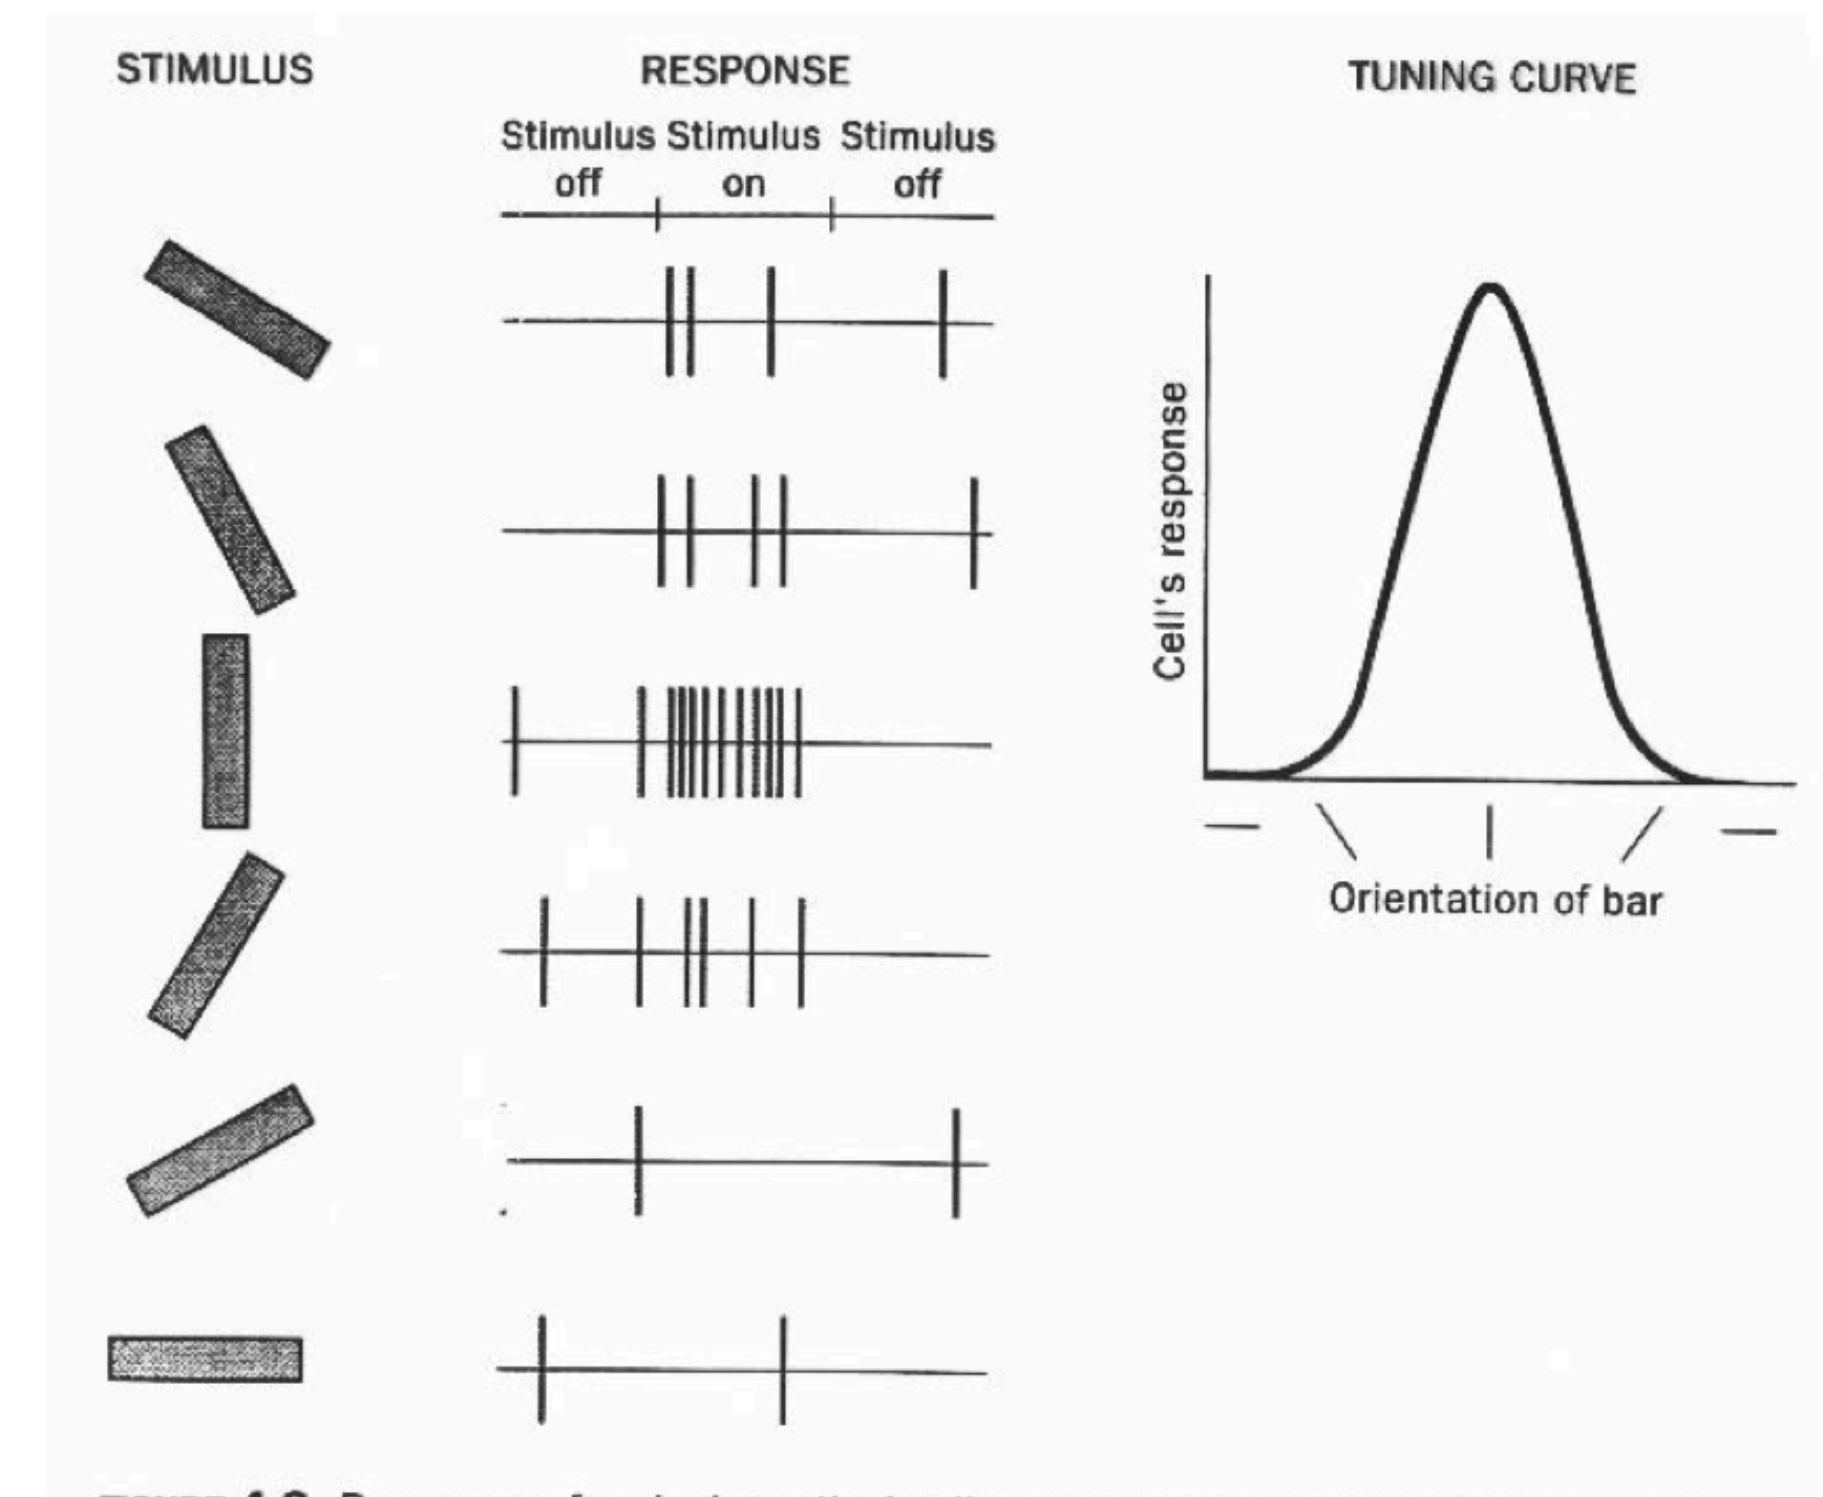 STIMULUS
RESPONSE
TUNING CURVE
Stimulus Stimulus Stimulus
off on off
Cell's response
Orientation of bar